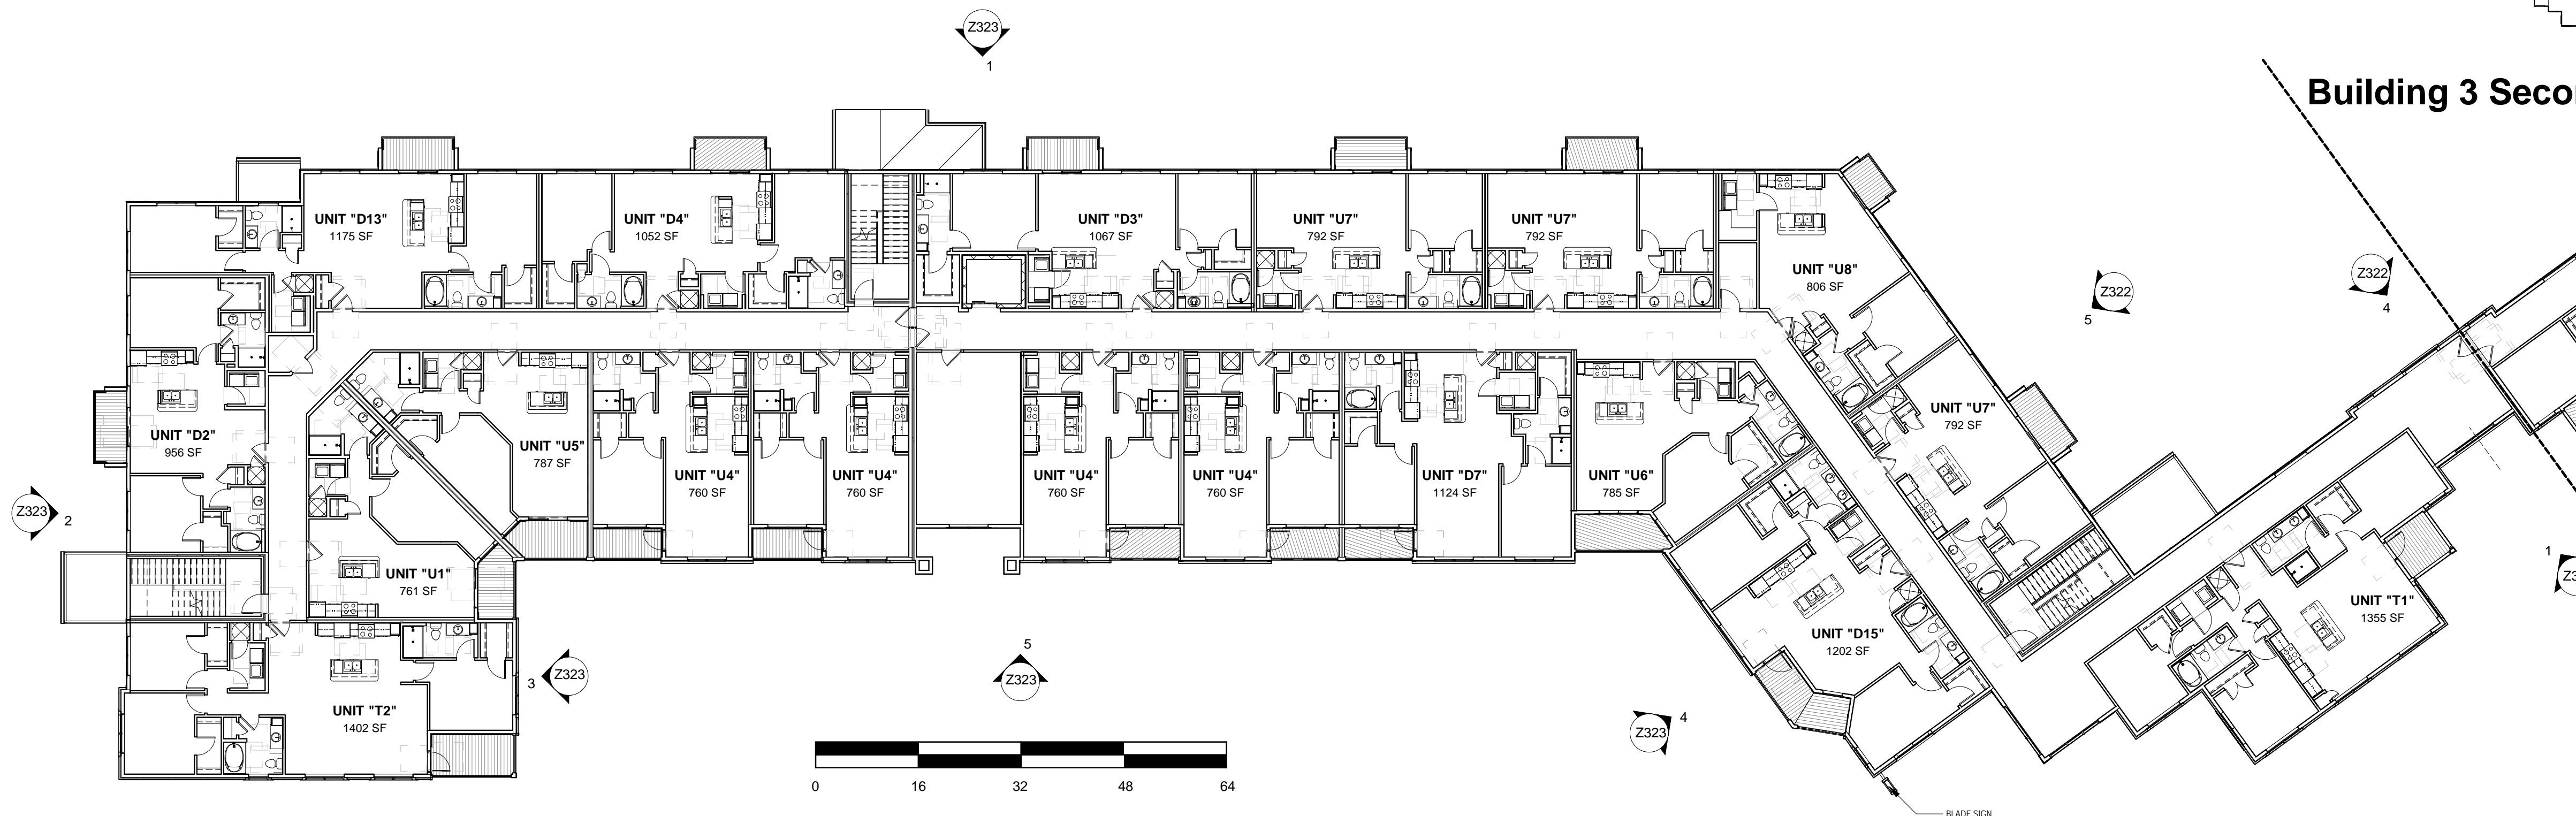 Z323
1
Building 3 Seco
UNIT "D13"
1175 SF
UNIT "D4"
1052 SF
UNIT "D3"
1067 SF
UNIT "U7"
792 SF
UNIT "U7"
792 SF
UNIT "U8"
806 SF
Z322
5
Z322
4
UNIT "D2"
956 SF
UNIT "U5"
787 SF
UNIT "U4"
760 SF
UNIT "U4"
760 SF
UNIT "U4"
760 SF
UNIT "U4"
760 SF
UNIT "D7"
1124 SF
UNIT "U6"
785 SF
UNIT "U7"
792 SF
Z323
2
UNIT "U1"
761 SF
1
UNIT "T1"
1355 SF
UNIT "D15"
1202 SF
5
Z323
3
Z323
UNIT "T2"
1402 SF
4
Z323
0 16 32 48 64
BLADE SIGN